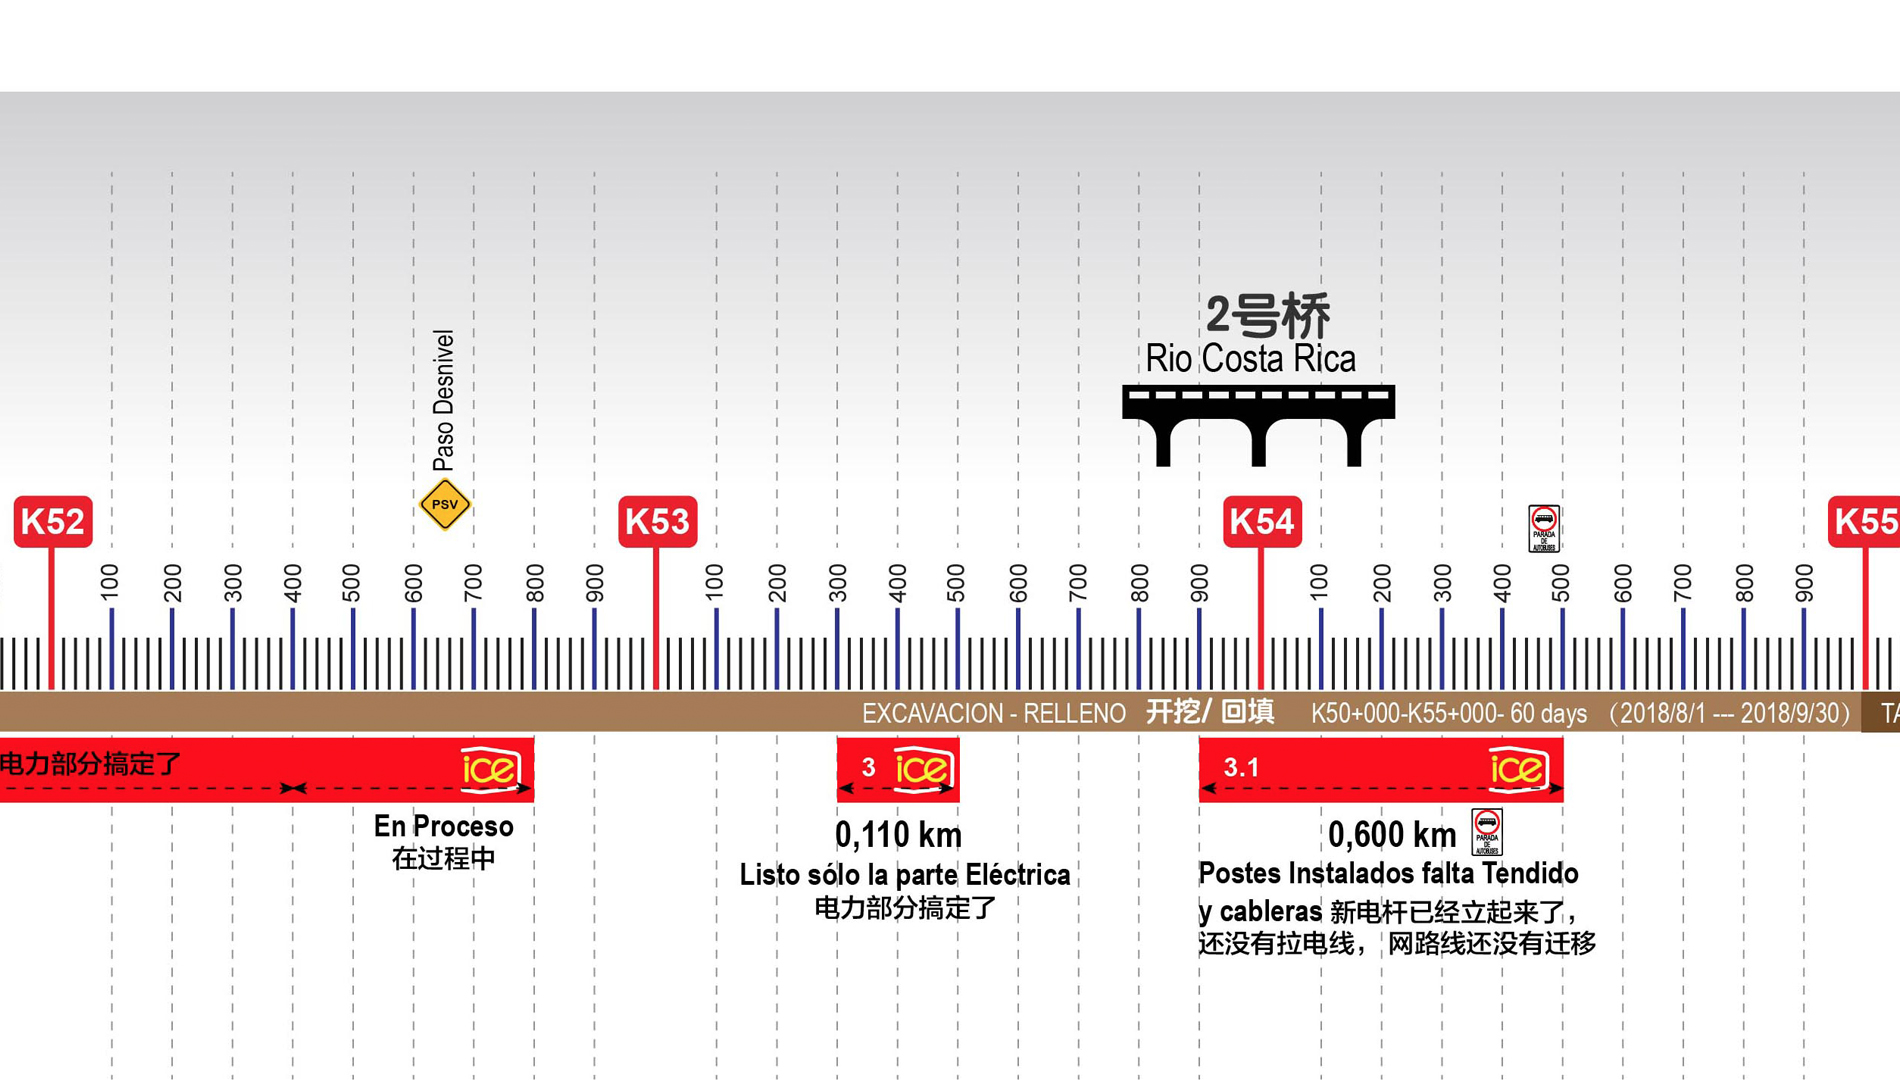 2号桥
Rio Costa Rica
Paso Desnivel
PSV
K52
K53
K54
K55
PARADA
DE
AUTOBUSES
100 200 300 400 500 600 700 800 900
100 200 300 400 500 600 700 800 900
100 200 300 400 500 600 700 800 900
EXCAVACION - RELLENO 开挖/ 回填 K50+000-K55+000- 60 days （2018/8/1 --- 2018/9/30） TA
电力部分搞定了
ice
3 ice
3.1 ice
En Proceso
在过程中
0,110 km
Listo sólo la parte Eléctrica
电力部分搞定了
0,600 km
PARADA
DE
AUTOBUSES
Postes Instalados falta Tendido
y cableras 新电杆已经立起来了，
还没有拉电线， 网路线还没有迁移